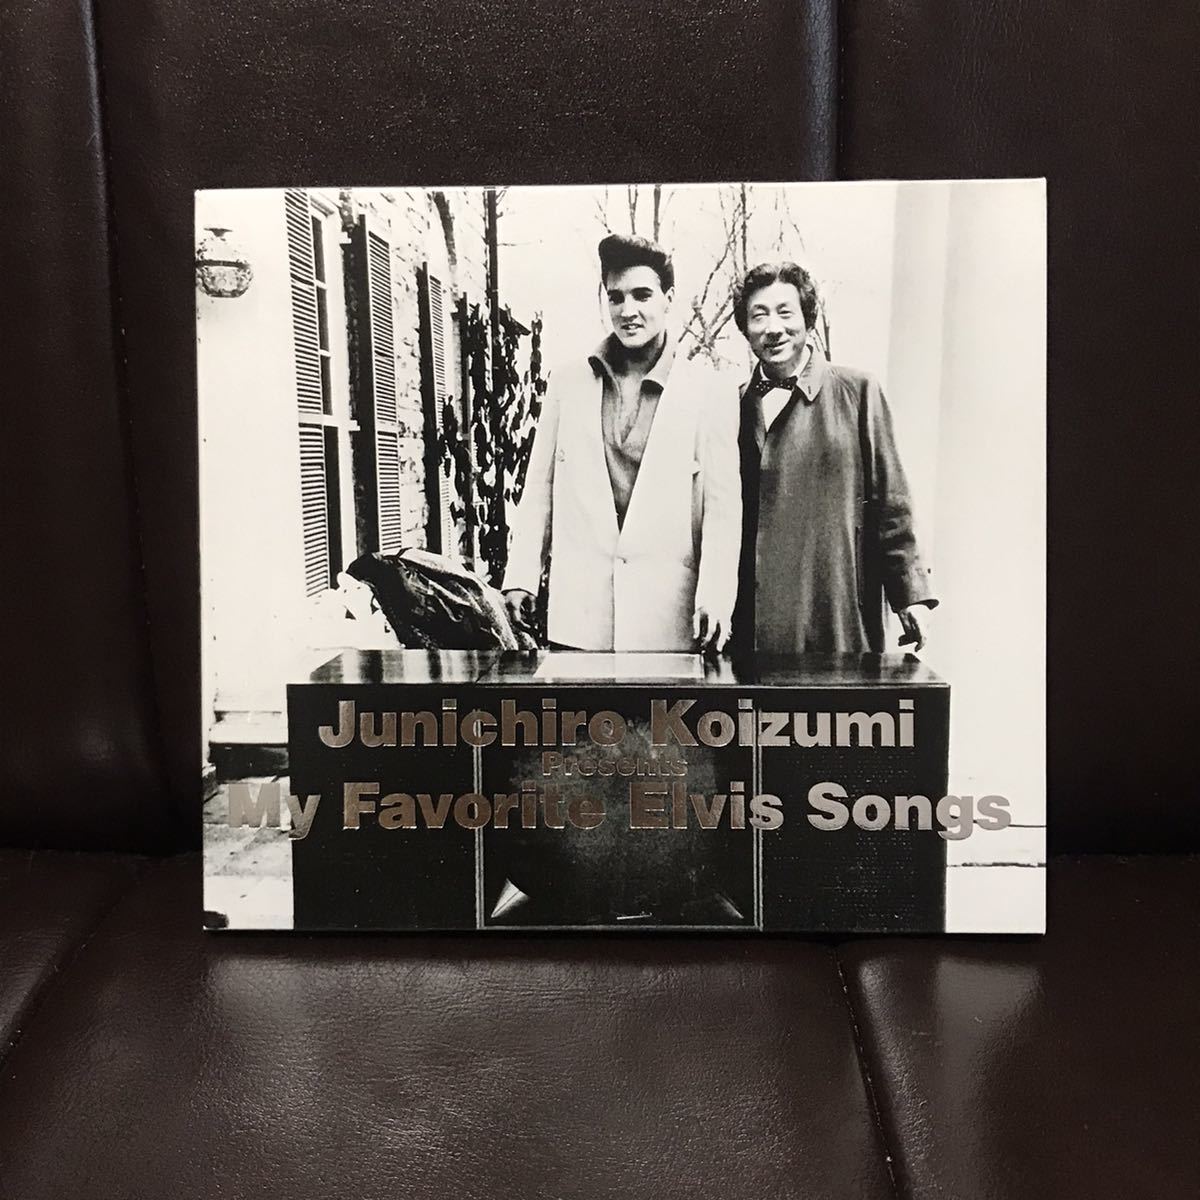 Junichiro Koizumi
Presents
My Favorite Elvis Songs